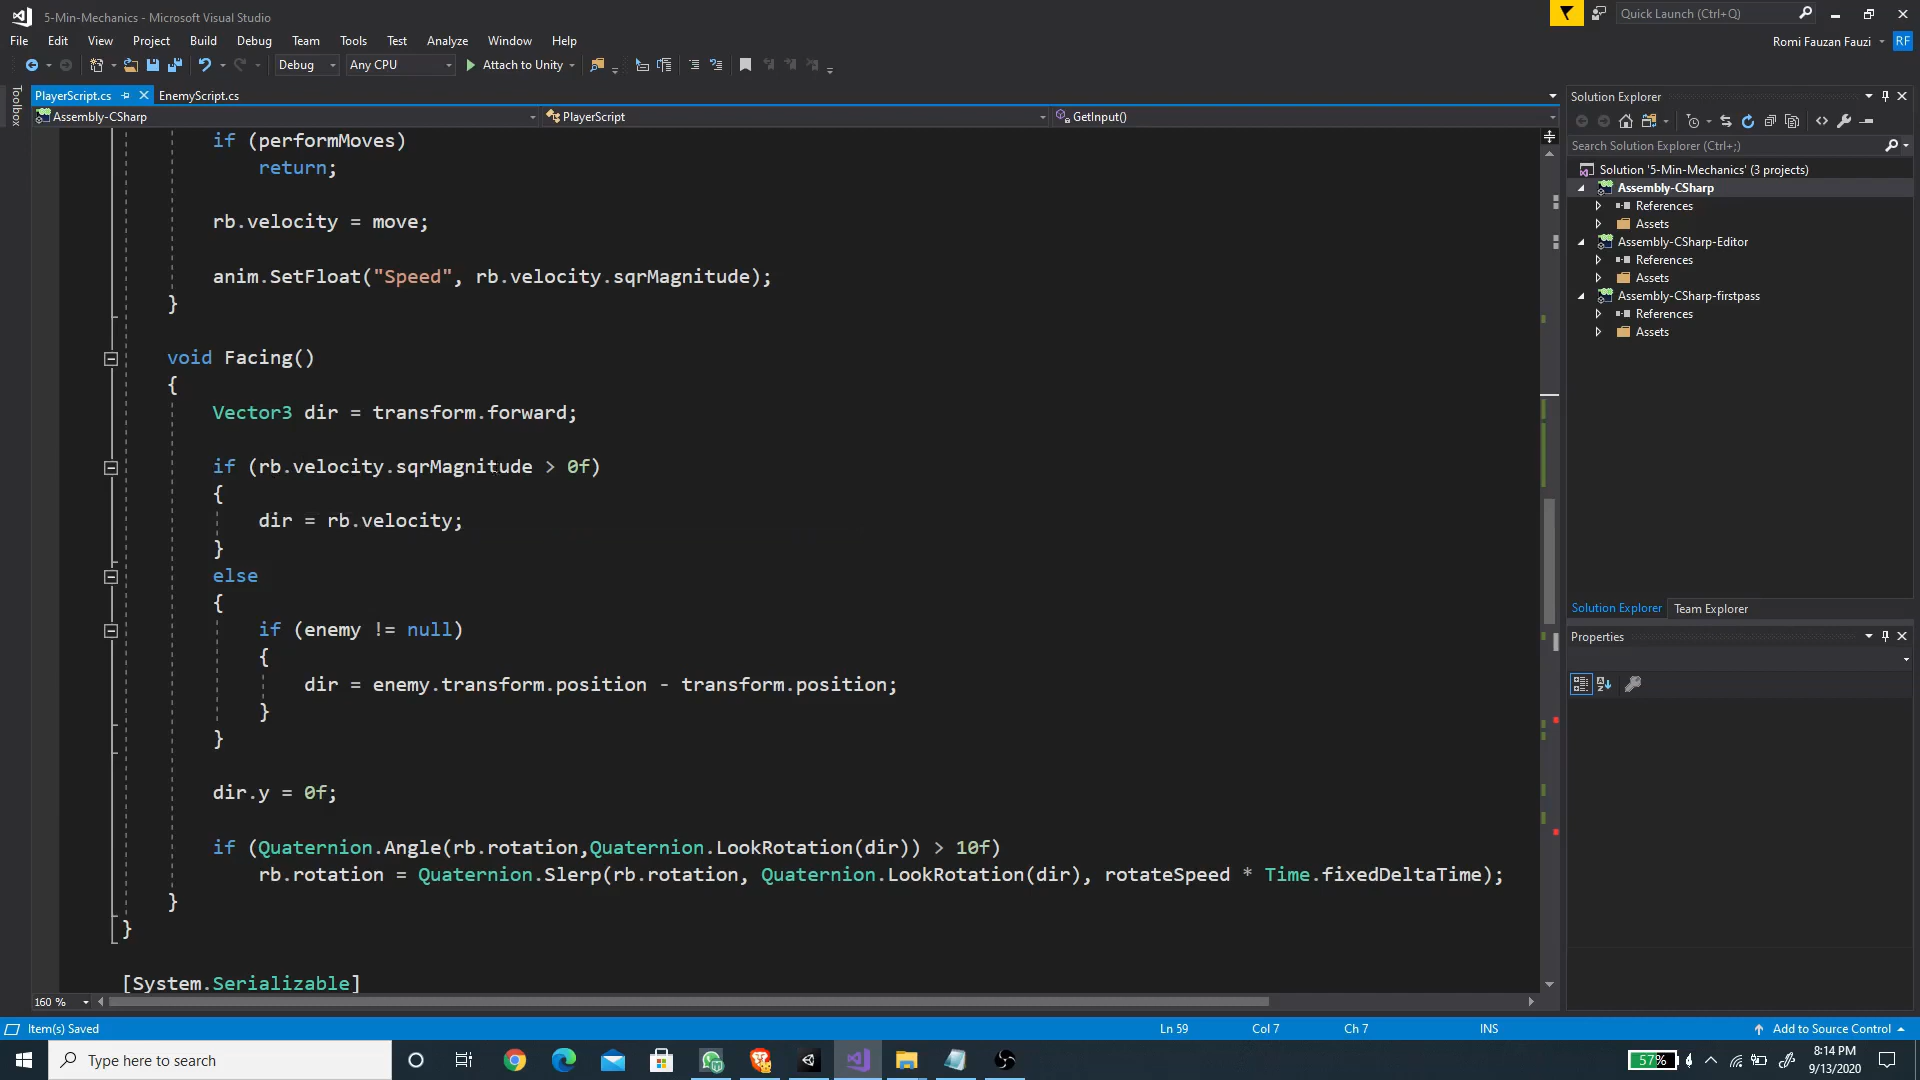 5-Min-Mechanics - Microsoft Visual Studio
Quick Launch (Ctrl+Q)
File Edit View Project Build Debug Team Tools Test Analyze Window Help
Romi Fauzan Fauzi RF
Debug Any CPU Attach to Unity
Toolbox
PlayerScript.cs EnemyScript.cs
Assembly-CSharp PlayerScript GetInput()
if (performMoves)
return;
rb.velocity = move;
anim.SetFloat("Speed", rb.velocity.sqrMagnitude);
}
void Facing()
{
Vector3 dir = transform.forward;
if (rb.velocity.sqrMagnitude > 0f)
{
dir = rb.velocity;
}
else
{
if (enemy != null)
{
dir = enemy.transform.position - transform.position;
}
}
dir.y = 0f;
if (Quaternion.Angle(rb.rotation,Quaternion.LookRotation(dir)) > 10f)
rb.rotation = Quaternion.Slerp(rb.rotation, Quaternion.LookRotation(dir), rotateSpeed * Time.fixedDeltaTime);
}
}
[System.Serializable]
160 %
Solution Explorer
Search Solution Explorer (Ctrl+;)
Solution '5-Min-Mechanics' (3 projects)
Assembly-CSharp
References
Assets
Assembly-CSharp-Editor
References
Assets
Assembly-CSharp-firstpass
References
Assets
Solution Explorer Team Explorer
Properties
Item(s) Saved Ln 59 Col 7 Ch 7 INS Add to Source Control
Type here to search
57%
8:14 PM
9/13/2020